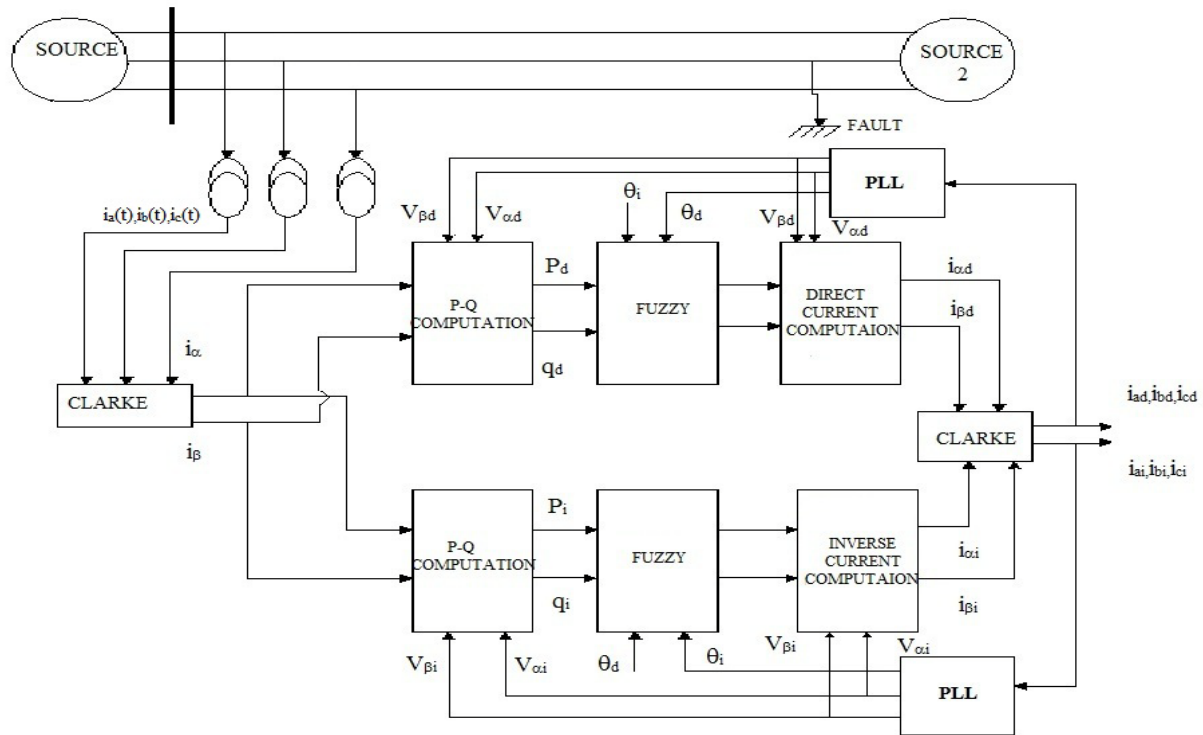 SOURCE
SOURCE
2
FAULT
PLL
ia(t),ib(t),ic(t)
Vβd
Vαd
θi
θd
Vβd
Vαd
Pd
qd
P-Q
COMPUTATION
FUZZY
DIRECT
CURRENT
COMPUTAION
iαd
iβd
iα
CLARKE
iβ
CLARKE
iad,ibd,icd
iai,ibi,ici
Pi
qi
P-Q
COMPUTATION
FUZZY
INVERSE
CURRENT
COMPUTAION
iαi
iβi
Vβi
Vαi
θd
θi
Vβi
Vαi
PLL